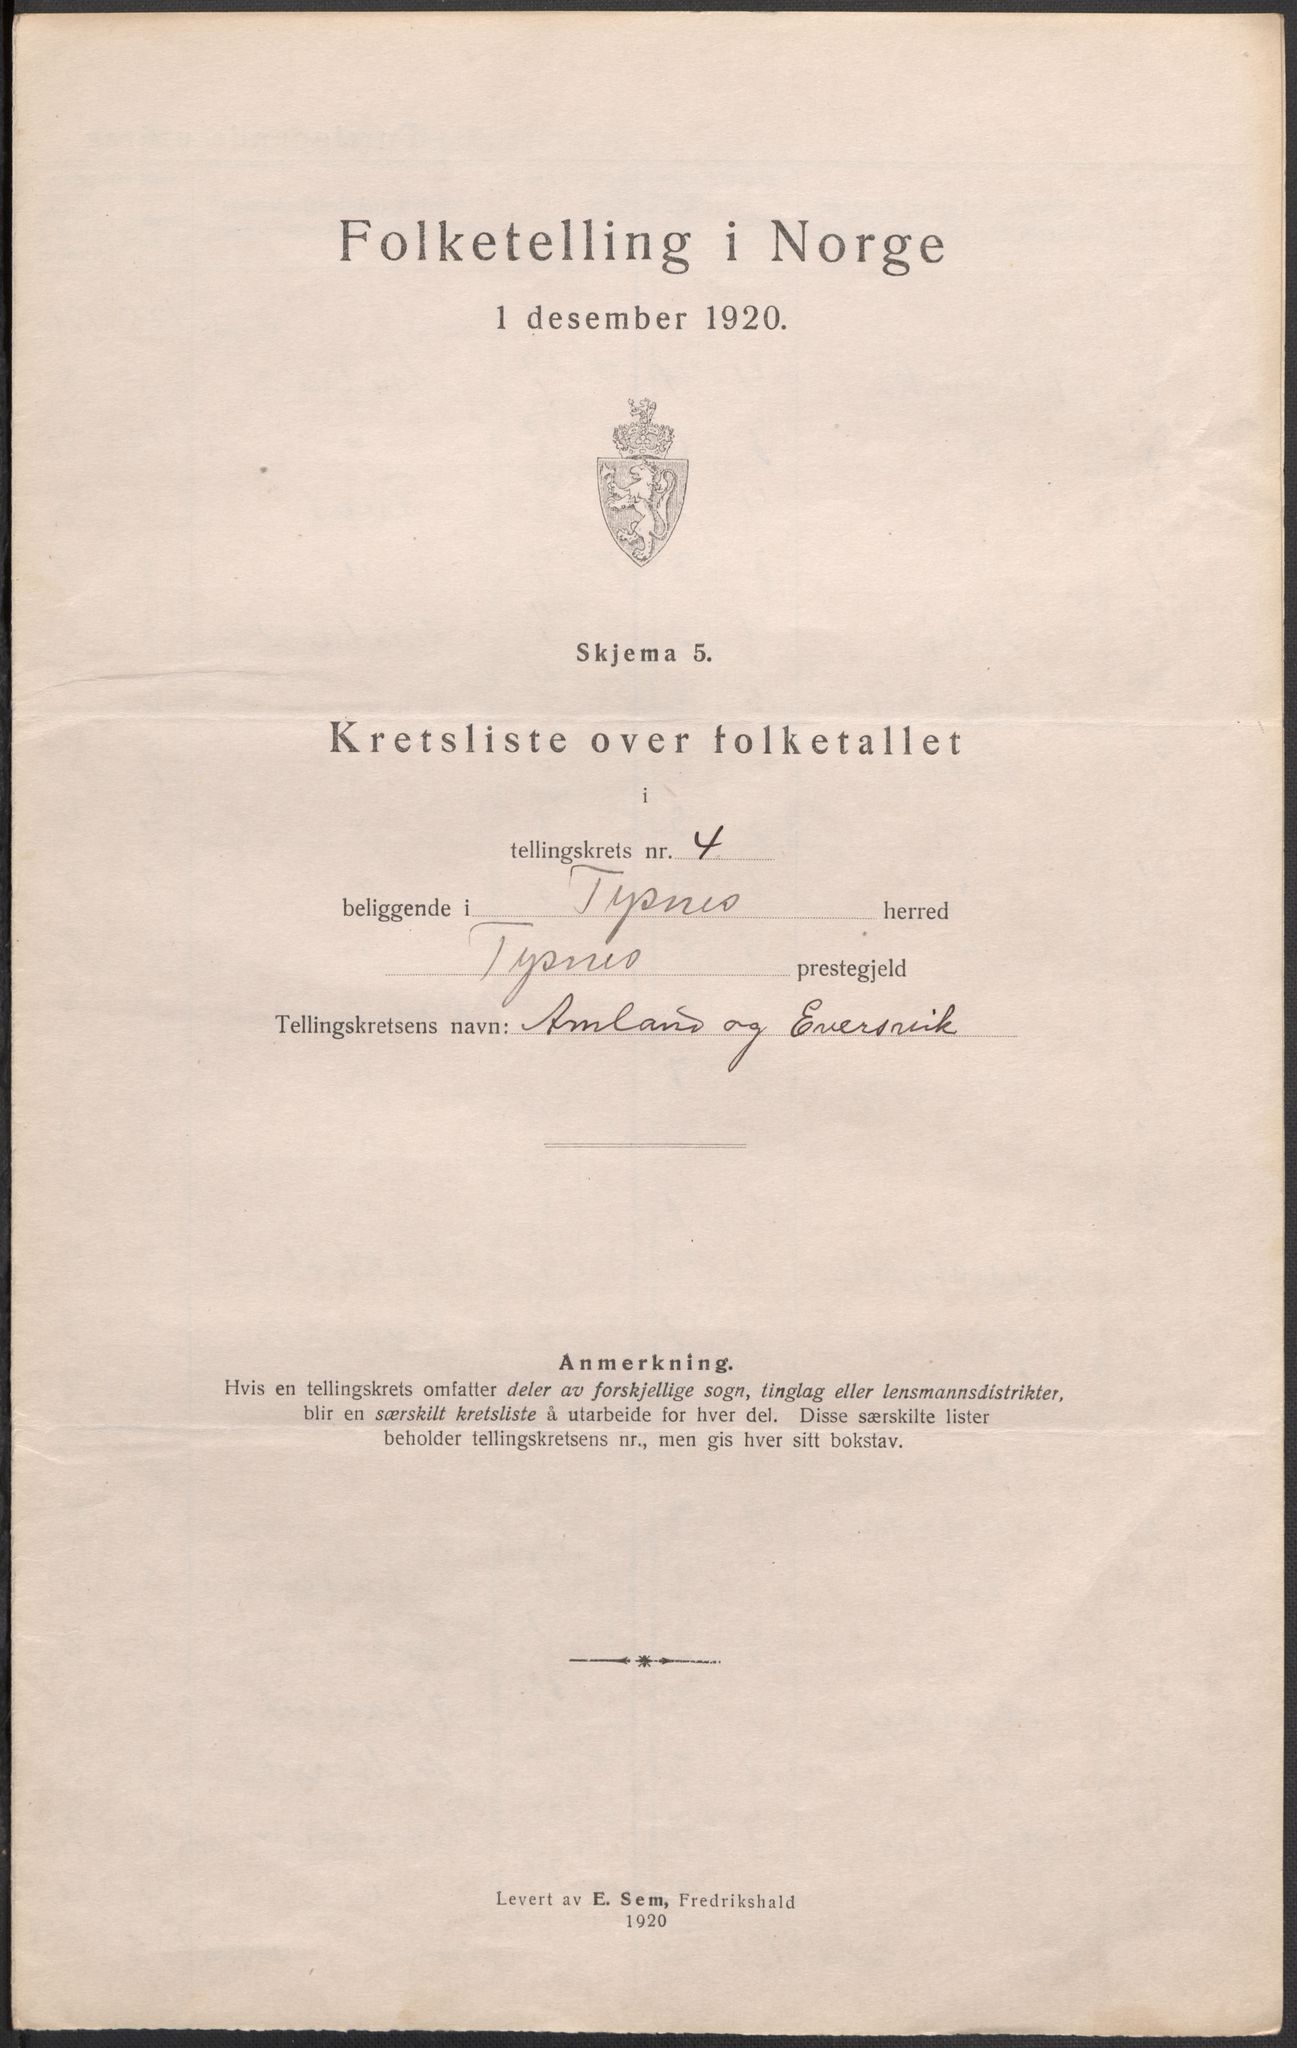 Folketelling i Norge
1 desember 1920.
Skjema 5.
Kretsliste over folketallet
i
tellingskrets nr. 4
beliggende i Tysnes herred
Tysnes prestegjeld
Tellingskretsens navn: Amland og Eversvik
Anmerkning.
Hvis en tellingskrets omfatter deler av forskjellige sogn, tinglag eller lensmannsdistrikter,
blir en særskilt kretsliste å utarbeide for hver del. Disse særskilte lister
beholder tellingskretsens nr., men gis hver sitt bokstav.
Levert av E. Sem, Fredrikshald
1920